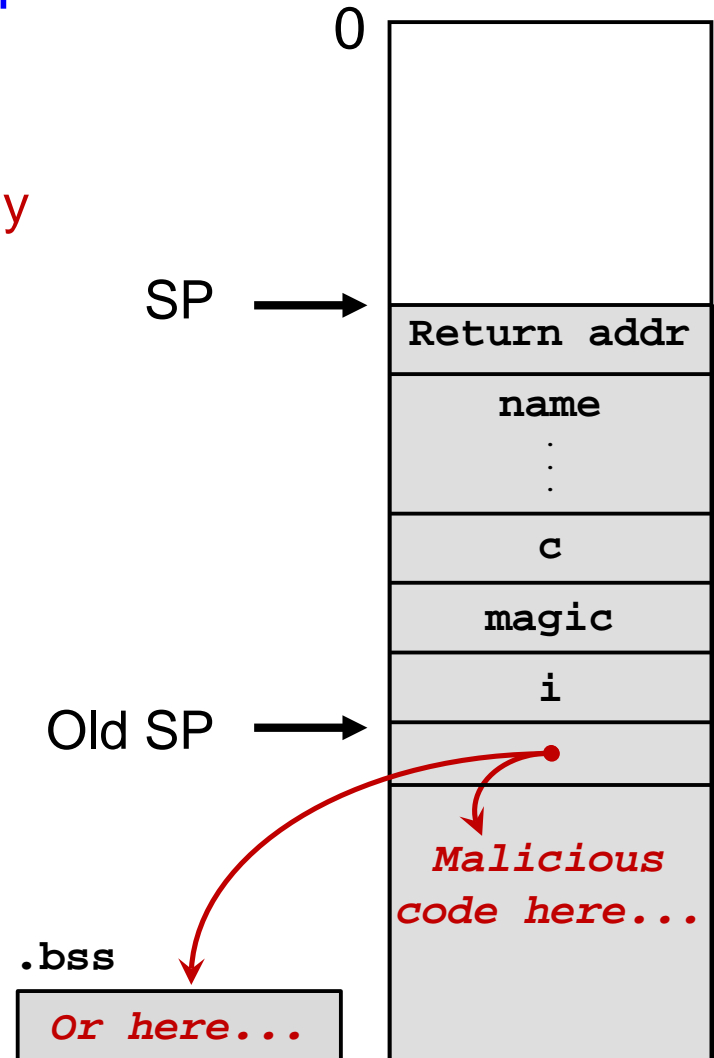 0
y
SP
Return addr
name
.
.
.
c
magic
i
Old SP
Malicious
code here...
.bss
Or here...